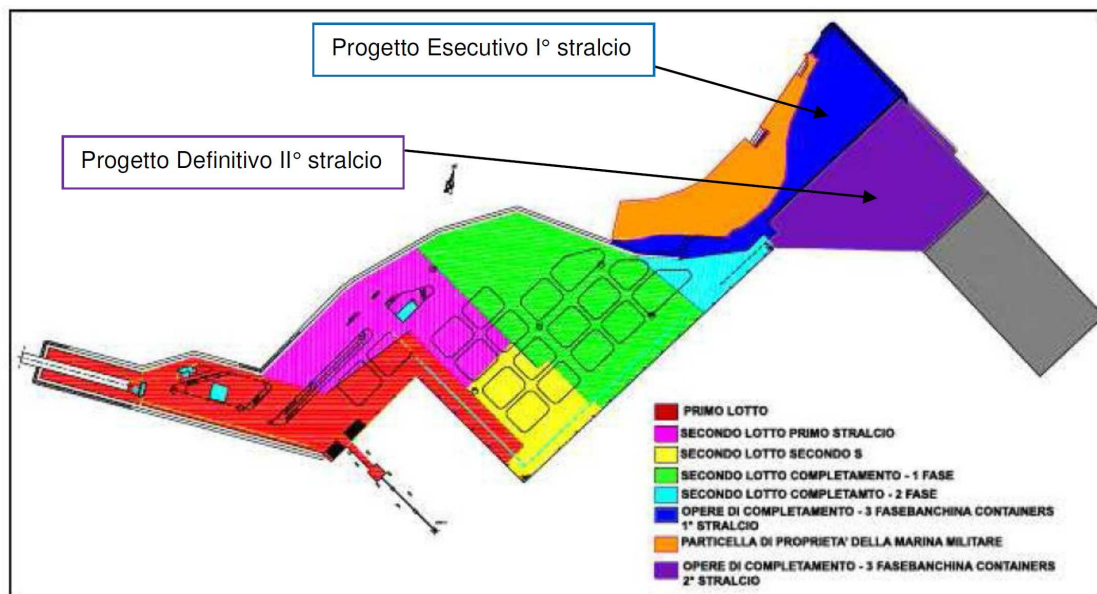 Progetto Esecutivo I° stralcio
Progetto Definitivo II° stralcio
PRIMO LOTTO
SECONDO LOTTO PRIMO STRALCIO
SECONDO LOTTO SECONDO S
SECONDO LOTTO COMPLETAMENTO - 1 FASE
SECONDO LOTTO COMPLETAMTO - 2 FASE
OPERE DI COMPLETAMENTO - 3 FASEBANCHINA CONTAINERS
1° STRALCIO
PARTICELLA DI PROPRIETA' DELLA MARINA MILITARE
OPERE DI COMPLETAMENTO - 3 FASEBANCHINA CONTAINERS
2° STRALCIO